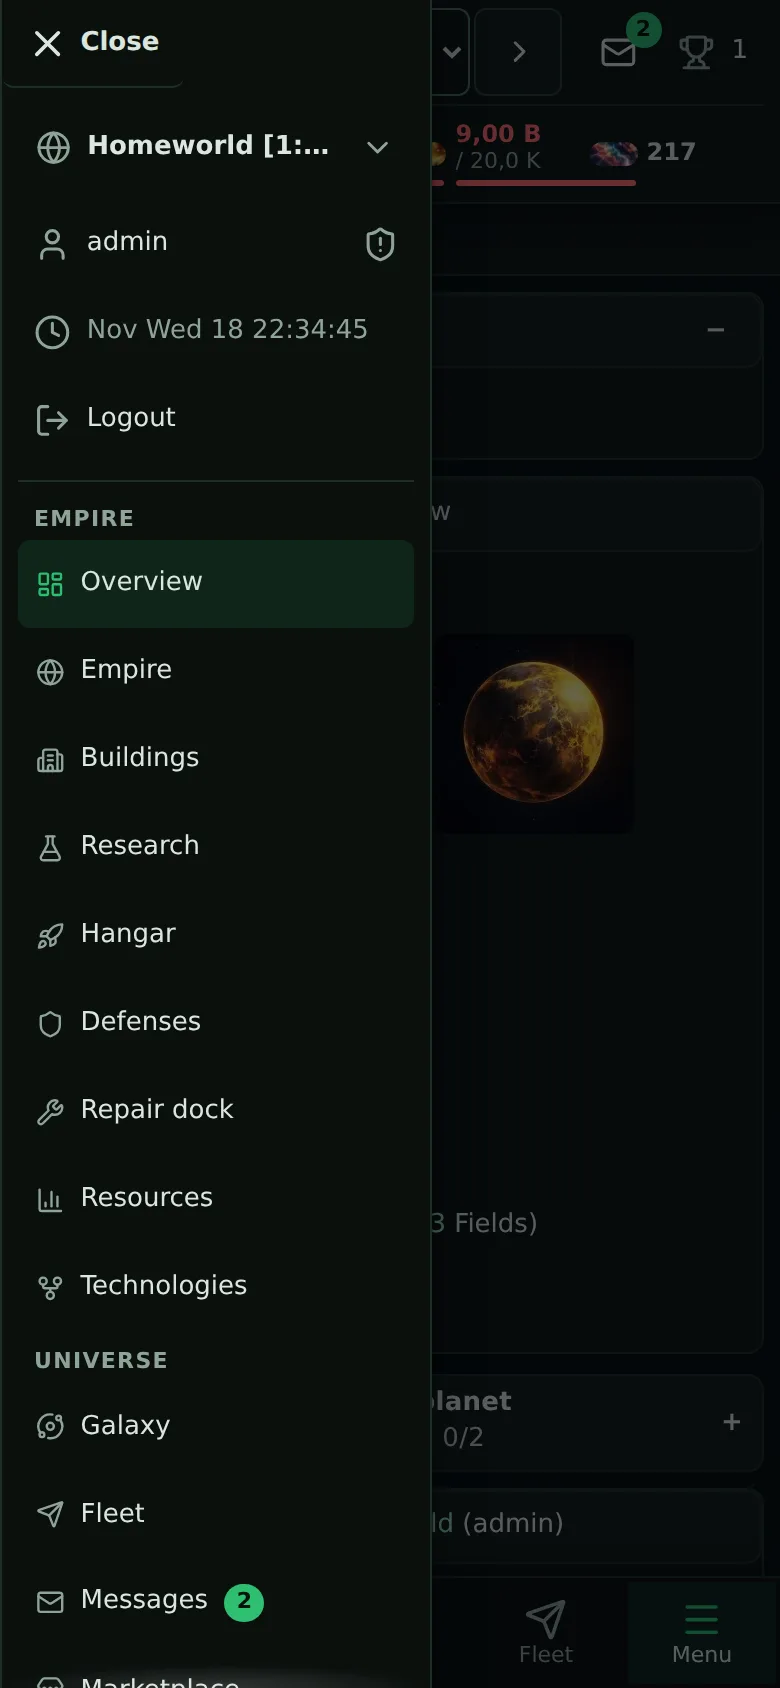 Close
2
1
Homeworld [1:...
9,00 B
/ 20,0 K
217
admin
Nov Wed 18 22:34:45
Logout
EMPIRE
Overview
Empire
Buildings
Research
Hangar
Defenses
Repair dock
Resources
3 Fields)
Technologies
UNIVERSE
planet
0/2
Galaxy
Fleet
ld (admin)
Messages 2
Marketplace
Fleet
Menu